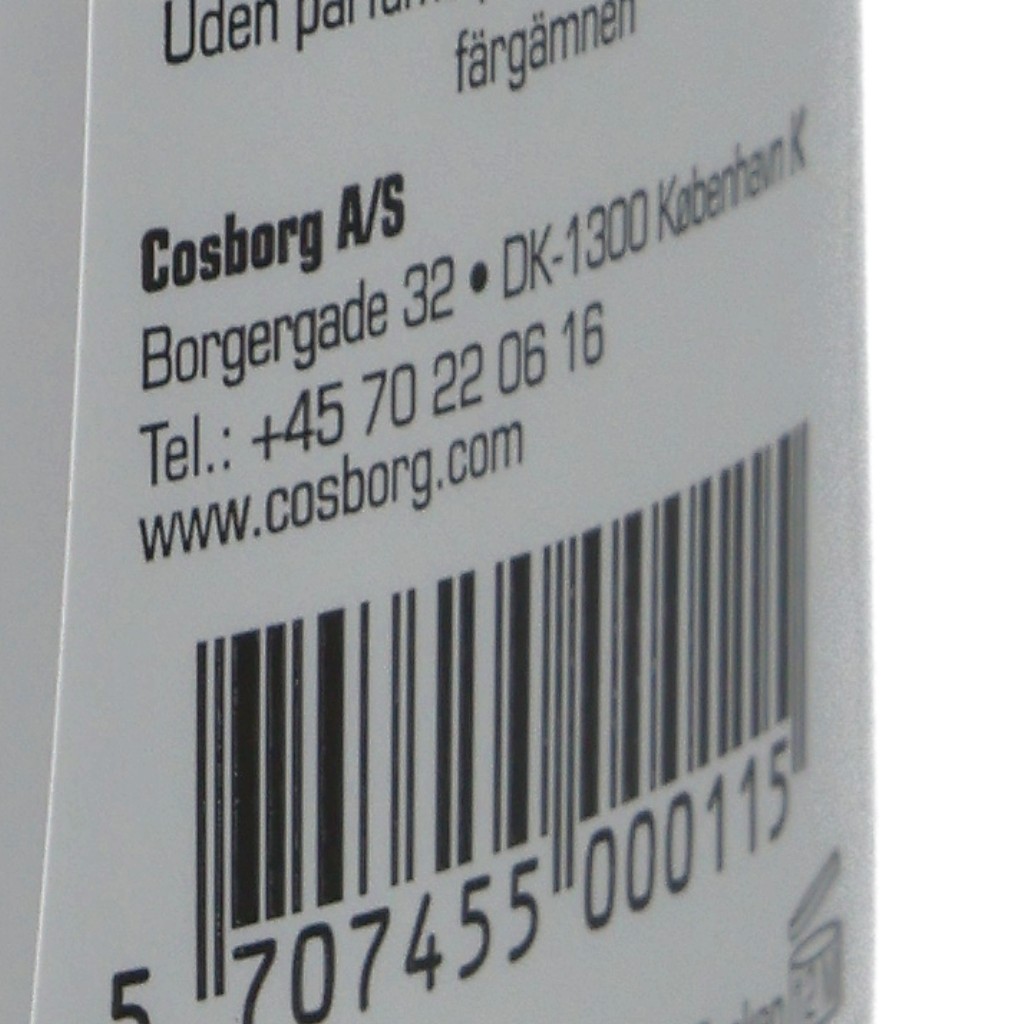 Uden
färgämnen
Cosborg A/S
Borgergade 32 • DK-1300 København K
Tel.: +45 70 22 06 16
www.cosborg.com
5 707455 000115